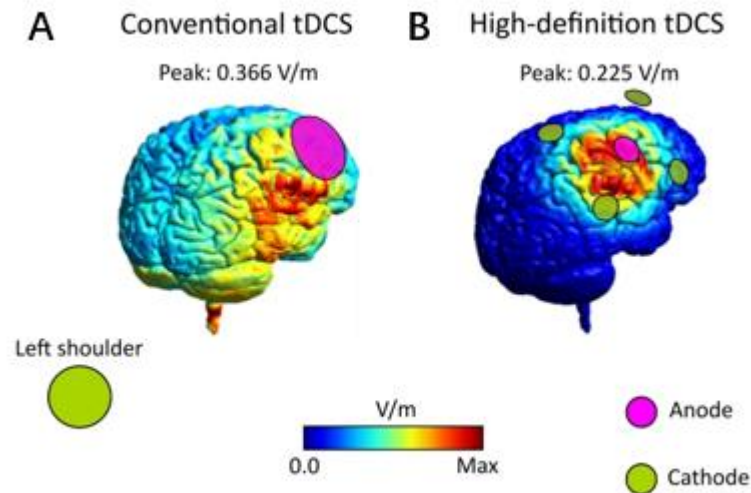 A Conventional tDCS
Peak: 0.366 V/m
B High-definition tDCS
Peak: 0.225 V/m
Left shoulder
V/m
0.0 Max
Anode
Cathode